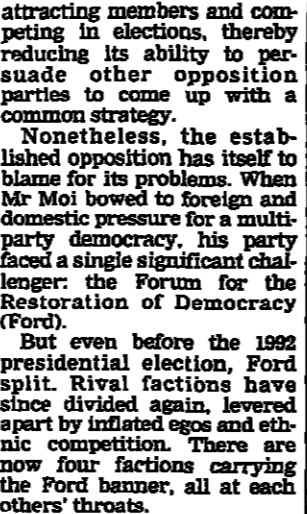 attracting members and com-
peting in elections, thereby
reducing its ability to per-
suade other opposition
parties to come up with a
common strategy.
Nonetheless, the estab-
lished opposition has itself to
blame for its problems. When
Mr Moi bowed to foreign and
domestic pressure for a multi-
party democracy, his party
faced a single significant chal-
lenger: the Forum for the
Restoration of Democracy
(Ford).
But even before the 1992
presidential election, Ford
split. Rival factions have
since divided again, levered
apart by inflated egos and eth-
nic competition. There are
now four factions carrying
the Ford banner, all at each
others' throats.